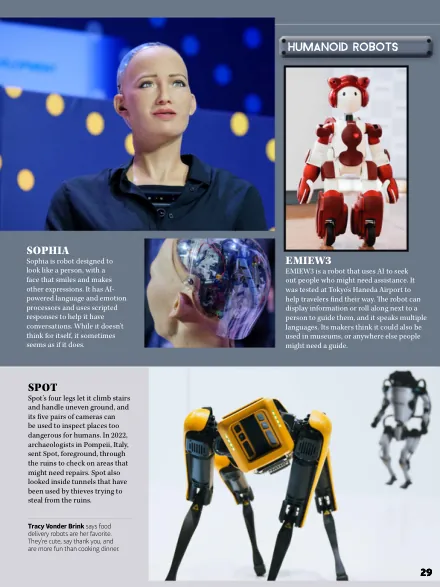 HUMANOID ROBOTS
SOPHIA
Sophia is robot designed to
look like a person, with a
face that smiles and makes
other expressions. It has AI-
powered language and emotion
processors and uses scripted
responses to help it have
conversations. While it doesn't
think for itself, it sometimes
seems as if it does.
EMIEW3
EMIEW3 is a robot that uses AI to seek
out people who might need assistance. It
was tested at Tokyo's Haneda Airport to
help travelers find their way. The robot can
display information or roll along next to a
person to guide them, and it speaks multiple
languages. Its makers think it could also be
used in museums, or anywhere else people
might need a guide.
SPOT
Spot's four legs let it climb stairs
and handle uneven ground, and
its five pairs of cameras can
be used to inspect places too
dangerous for humans. In 2022,
archaeologists in Pompeii, Italy,
sent Spot, foreground, through
the ruins to check on areas that
might need repairs. Spot also
looked inside tunnels that have
been used by thieves trying to
steal from the ruins.
Tracy Vonder Brink says food
delivery robots are her favorite.
They're cute, say thank you, and
are more fun than cooking dinner.
29